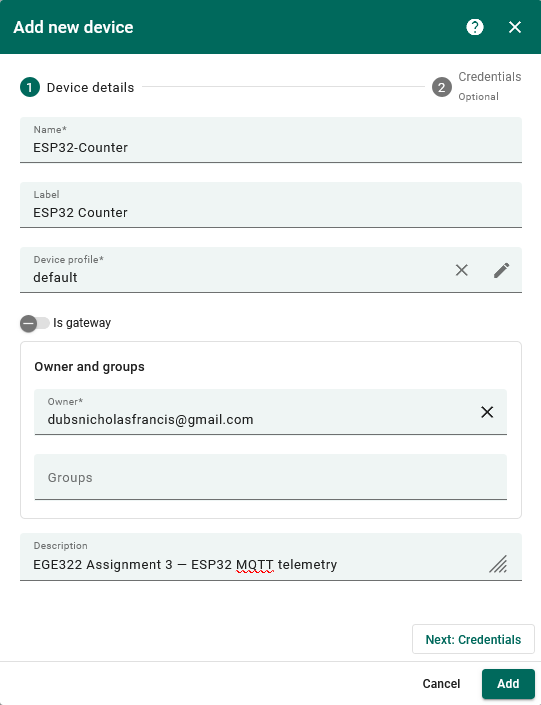 Add new device
?
1 Device details
2 Credentials
Optional
Name*
ESP32-Counter
Label
ESP32 Counter
Device profile*
default
Is gateway
Owner and groups
Owner*
dubsnicholasfrancis@gmail.com
Groups
Description
EGE322 Assignment 3 — ESP32 MQTT telemetry
Next: Credentials
Cancel
Add